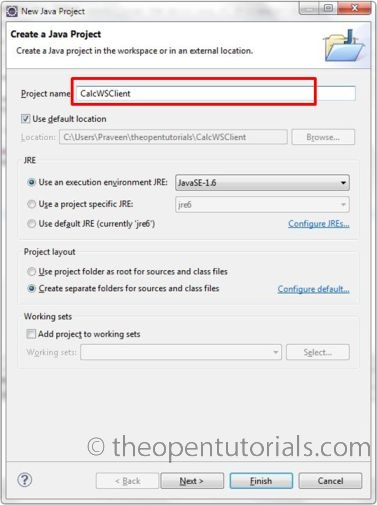 New Java Project
Create a Java Project
Create a Java project in the workspace or in an external location.
Project name: CalcWSClient
Use default location
Location: C:\Users\Praveen\theopentutorials\CalcWSClient Browse...
JRE
Use an execution environment JRE: JavaSE-1.6
Use a project specific JRE: jre6
Use default JRE (currently 'jre6') Configure JREs...
Project layout
Use project folder as root for sources and class files
Create separate folders for sources and class files Configure default...
Working sets
Add project to working sets
Working sets: Select...
© theopentutorials.com
? < Back Next > Finish Cancel